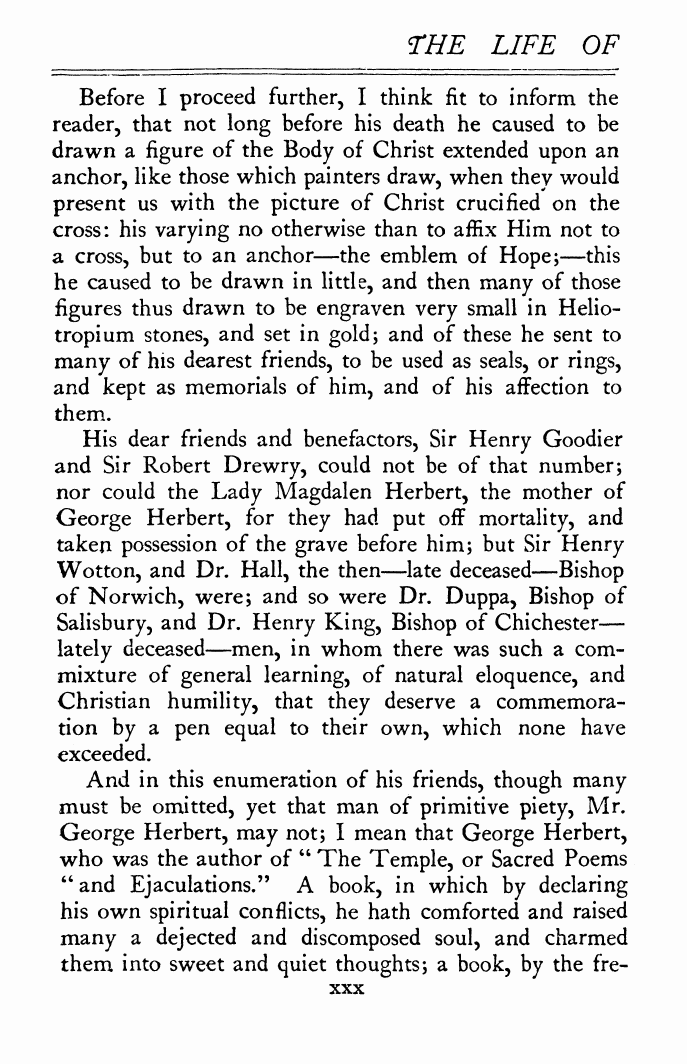 THE LIFE OF
Before I proceed further, I think fit to inform the
reader, that not long before his death he caused to be
drawn a figure of the Body of Christ extended upon an
anchor, like those which painters draw, when they would
present us with the picture of Christ crucified on the
cross: his varying no otherwise than to affix Him not to
a cross, but to an anchor—the emblem of Hope;—this
he caused to be drawn in little, and then many of those
figures thus drawn to be engraven very small in Helio-
tropium stones, and set in gold; and of these he sent to
many of his dearest friends, to be used as seals, or rings,
and kept as memorials of him, and of his affection to
them.
His dear friends and benefactors, Sir Henry Goodier
and Sir Robert Drewry, could not be of that number;
nor could the Lady Magdalen Herbert, the mother of
George Herbert, for they had put off mortality, and
taken possession of the grave before him; but Sir Henry
Wotton, and Dr. Hall, the then—late deceased—Bishop
of Norwich, were; and so were Dr. Duppa, Bishop of
Salisbury, and Dr. Henry King, Bishop of Chichester—
lately deceased—men, in whom there was such a com-
mixture of general learning, of natural eloquence, and
Christian humility, that they deserve a commemora-
tion by a pen equal to their own, which none have
exceeded.
And in this enumeration of his friends, though many
must be omitted, yet that man of primitive piety, Mr.
George Herbert, may not; I mean that George Herbert,
who was the author of “ The Temple, or Sacred Poems
“ and Ejaculations.” A book, in which by declaring
his own spiritual conflicts, he hath comforted and raised
many a dejected and discomposed soul, and charmed
them into sweet and quiet thoughts; a book, by the fre-
xxx